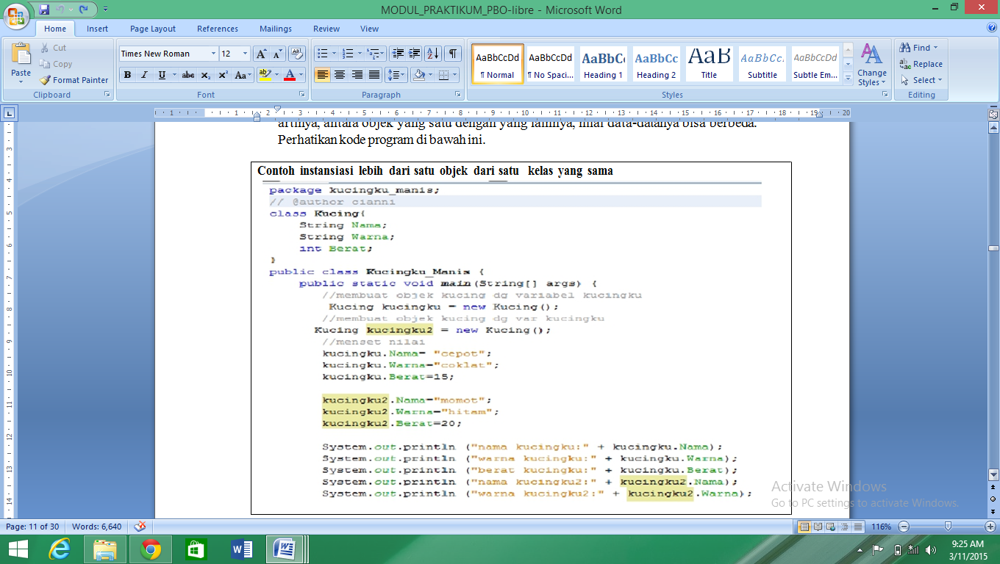 MODUL_PRAKTIKUM_PBO-libre - Microsoft Word
Home Insert Page Layout References Mailings Review View
Paste
Cut
Copy
Format Painter
Clipboard
Times New Roman 12
Font
Paragraph
AaBbCcDd AaBbCcDd AaBbC AaBbCc AaB AaBbCc. AaBbCcDd
¶ Normal ¶ No Spaci... Heading 1 Heading 2 Title Subtitle Subtle Em...
Change Styles
Styles
Find
Replace
Select
Editing
artinya, antara objek yang satu dengan yang lainnya, nilai data-datanya bisa berbeda.
Perhatikan kode program di bawah ini.
Contoh instansiasi lebih dari satu objek dari satu kelas yang sama
package kucingku_manis;
// @author cianni
class Kucing{
String Nama;
String Warna;
int Berat;
}
public class Kucingku_Manis {
public static void main(String[] args) {
//membuat objek kucing dg variabel kucingku
Kucing kucingku = new Kucing();
//membuat objek kucing dg var kucingku
Kucing kucingku2 = new Kucing();
//menset nilai
kucingku.Nama= "cepot";
kucingku.Warna="coklat";
kucingku.Berat=15;
kucingku2.Nama="momot";
kucingku2.Warna="hitam";
kucingku2.Berat=20;
System.out.println ("nama kucingku:" + kucingku.Nama);
System.out.println ("warna kucingku:" + kucingku.Warna);
System.out.println ("berat kucingku:" + kucingku.Berat);
System.out.println ("nama kucingku2:" + kucingku2.Nama);
System.out.println ("warna kucingku2:" + kucingku2.Warna);
Activate Windows
Go to PC settings to activate Windows.
Page: 11 of 30 Words: 6,640 116%
9:25 AM
3/11/2015